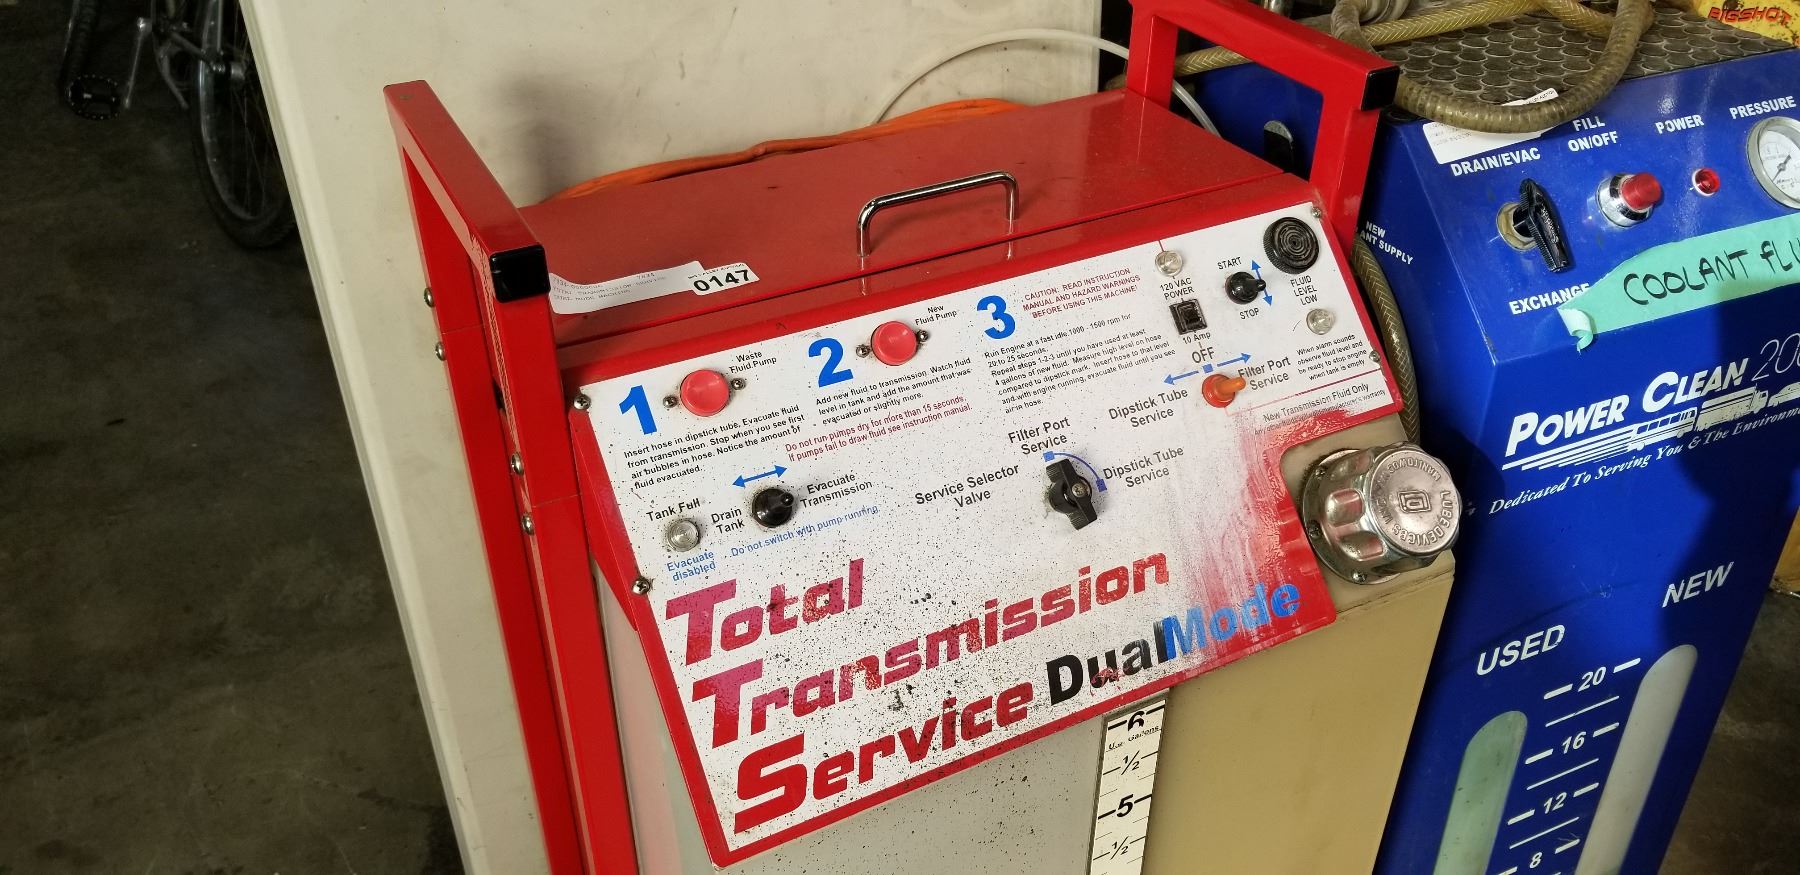 0147
1
Waste
Fluid Pump
Insert hose in dipstick tube, Evacuate fluid
from transmission. Stop when you see first
air bubbles in hose. Notice the amount of
fluid evacuated.
2
New
Fluid Pump
Add new fluid to transmission. Watch fluid
level in tank and add the amount that was
evacuated or slightly more.
Do not run pumps dry for more than 15 seconds.
If pumps fail to draw fluid see instruction manual.
3
CAUTION: READ INSTRUCTION
MANUAL AND HAZARD WARNINGS
BEFORE USING THIS MACHINE!
Run Engine at a fast idle 1000 - 1500 rpm for
20 to 25 seconds.
Repeat steps 1-2-3 until you have used at least
4 gallons of new fluid. Measure high level on hose
compared to dipstick mark. Insert hose to that level
and with engine running, evacuate fluid until you see
air in hose.
120 VAC
POWER
10 Amp
START
STOP
FLUID
LEVEL
LOW
When alarm sounds
observe fluid level and
be ready to stop engine
when tank is empty
OFF
Filter Port
Service
Dipstick Tube
Service
New Transmission Fluid Only
Tank Full
Evacuate
disabled
Drain
Tank
Evacuate
Transmission
Do not switch with pump running
Service Selector
Valve
Filter Port
Service
Dipstick Tube
Service
Total
Transmission
Service DualMode
6
U.S. Gallons
1/2
5
1/2
BIGSHOT
DRAIN/EVAC
FILL
ON/OFF
POWER
PRESSURE
NEW
EXCHANGE
COOLANT FLU
POWER CLEAN
Dedicated To Serving You & The Environm
USED
NEW
20
16
12
8